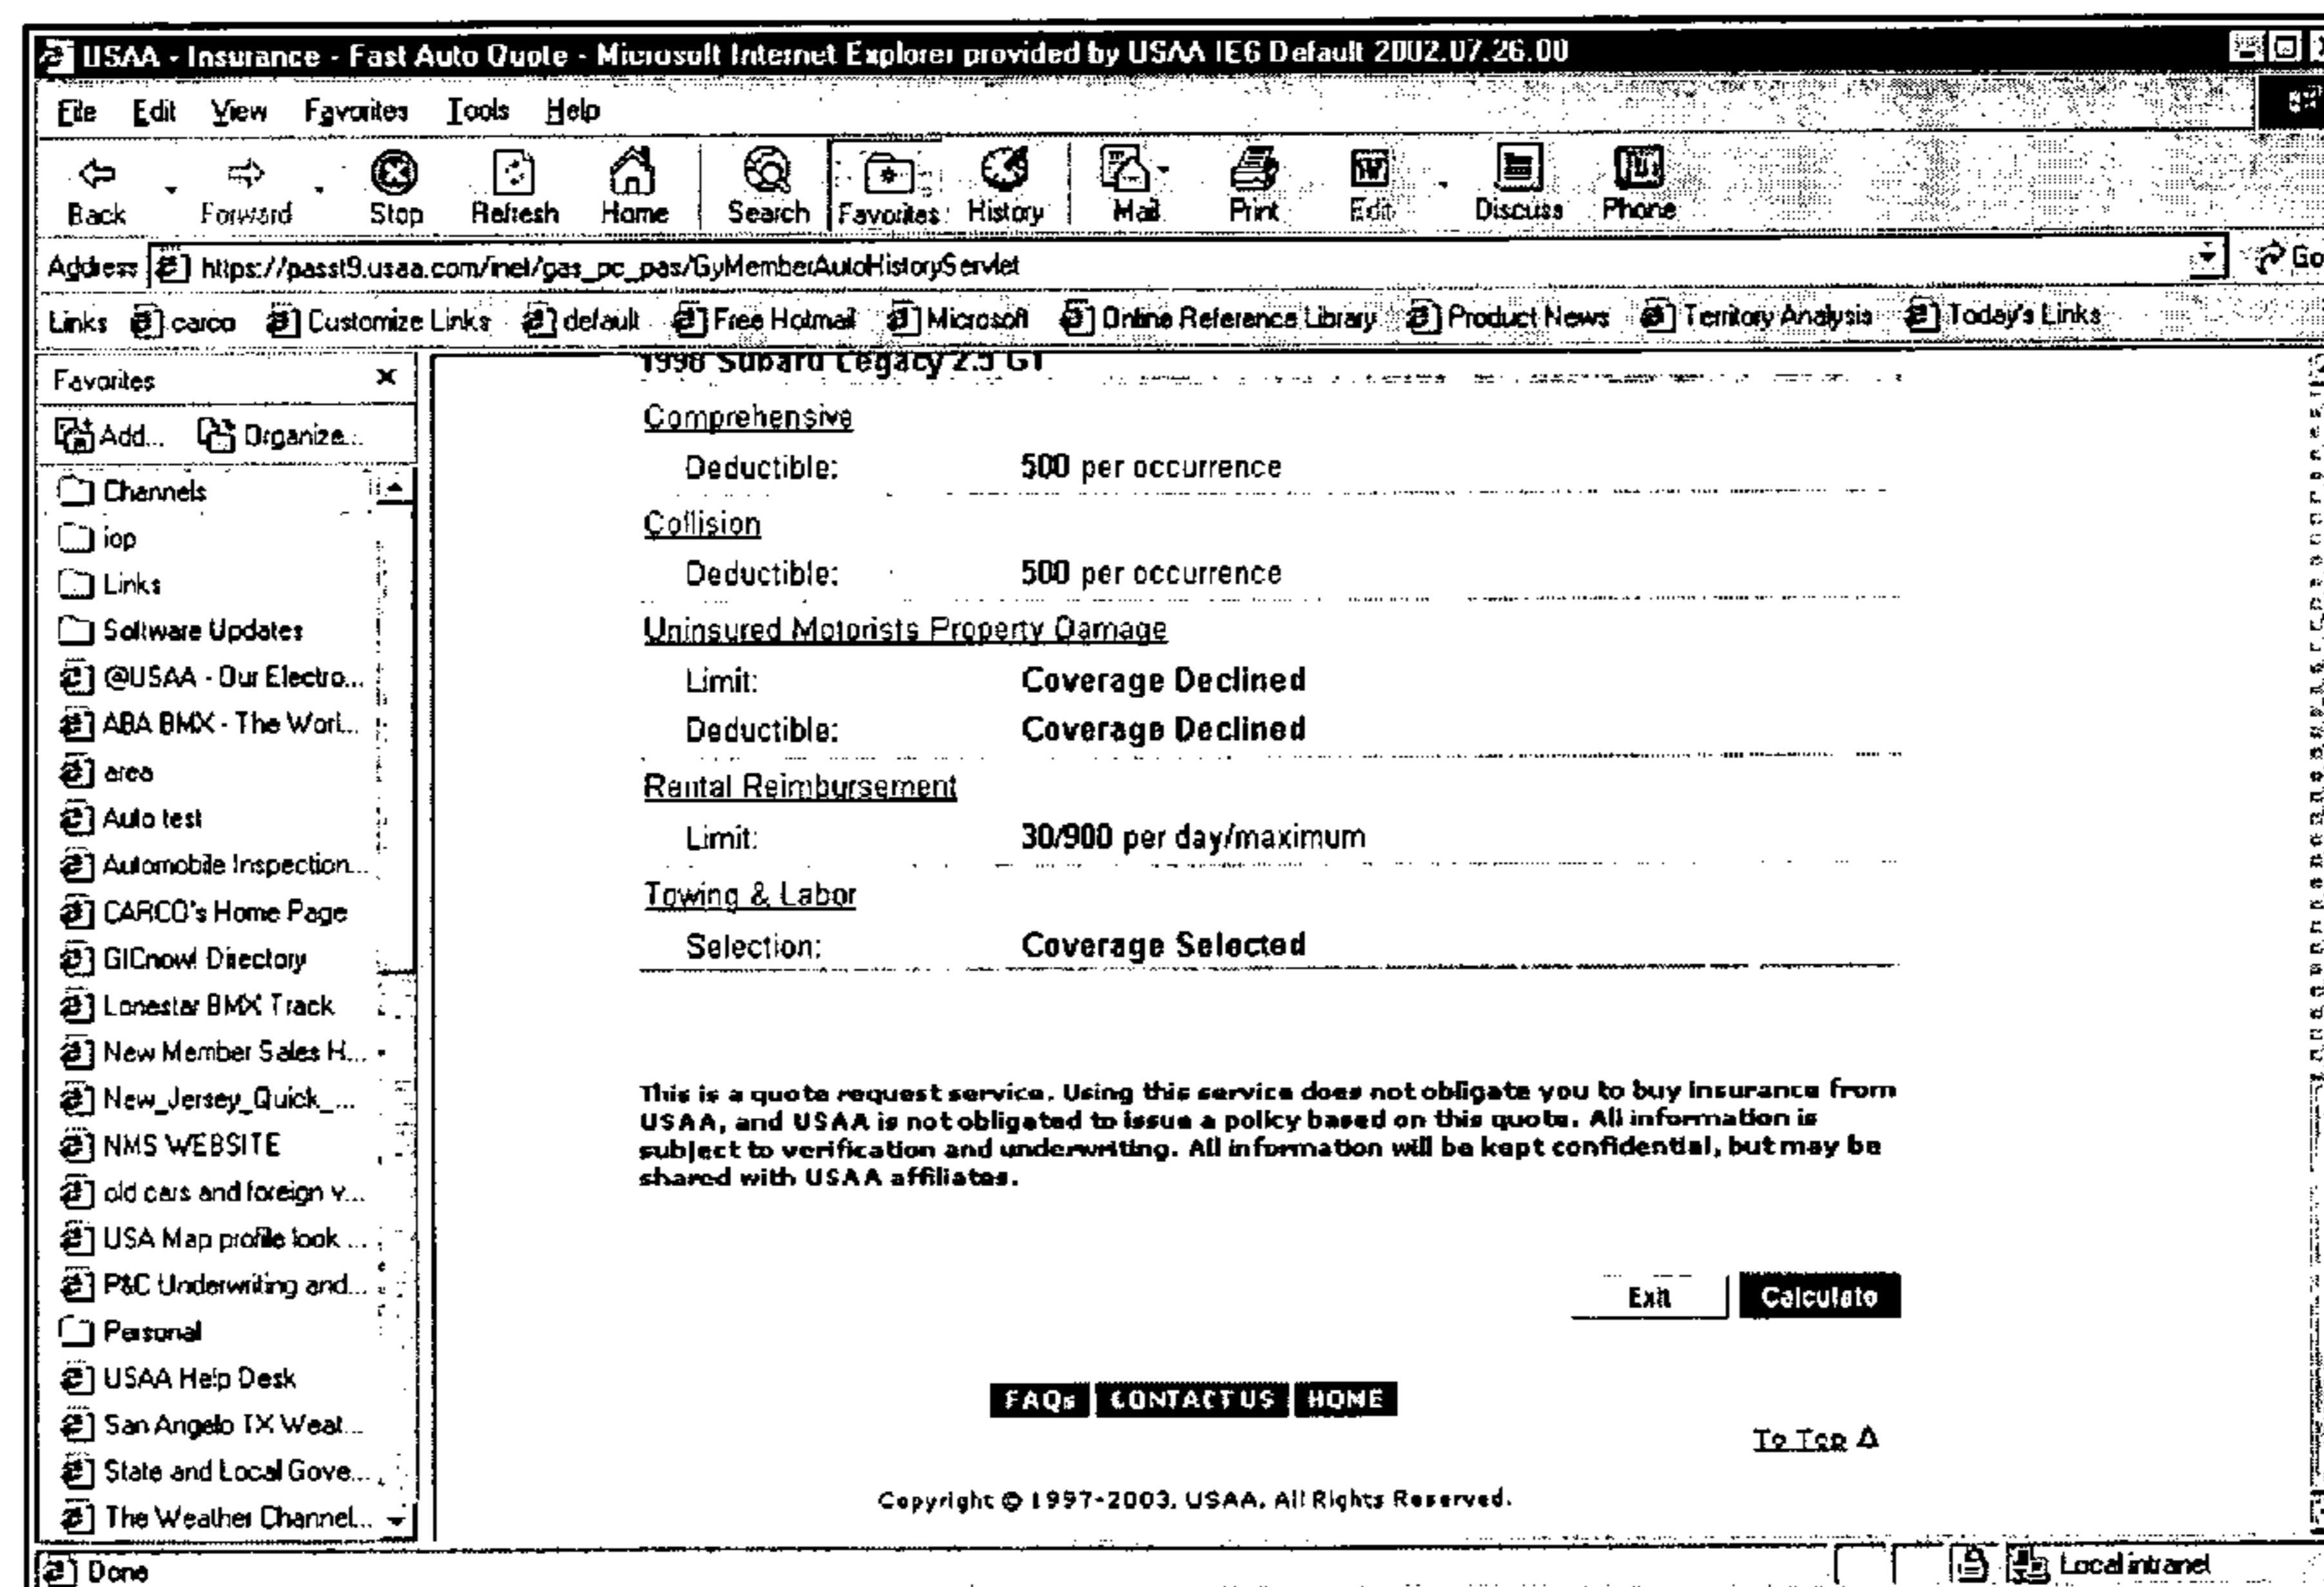 USAA - Insurance - Fast Auto Quote - Microsoft Internet Explorer provided by USAA IE6 Default 2002.07.26.00
File Edit View Favorites Tools Help
Back Forward Stop Refresh Home Search Favorites History Mail Print Edit Discuss Phone
Address https://passt9.usaa.com/inet/gas_pc_pas/GyMemberAutoHistoryServlet Go
Links carco Customize Links default Free Hotmail Microsoft Online Reference Library Product News Territory Analysis Today's Links
Favorites x
Add... Organize...
Channels
iop
Links
Software Updates
@USAA - Our Electro...
ABA BMX - The Worl...
area
Auto test
Automobile Inspection...
CARCO's Home Page
GICnow! Directory
Lonestar BMX Track
New Member Sales H...
New_Jersey_Quick_...
NMS WEBSITE
old cars and foreign v...
USA Map profile look ...
P&C Underwriting and...
Personal
USAA Help Desk
San Angelo TX Weat...
State and Local Gove...
The Weather Channel...
1998 Subaru Legacy 2.5 GT
Comprehensive
Deductible: 500 per occurrence
Collision
Deductible: 500 per occurrence
Uninsured Motorists Property Damage
Limit: Coverage Declined
Deductible: Coverage Declined
Rental Reimbursement
Limit: 30/900 per day/maximum
Towing & Labor
Selection: Coverage Selected
This is a quote request service. Using this service does not obligate you to buy insurance from
USAA, and USAA is not obligated to issue a policy based on this quote. All information is
subject to verification and underwriting. All information will be kept confidential, but may be
shared with USAA affiliates.
Exit Calculate
FAQs CONTACT US HOME
To Top Δ
Copyright © 1997-2003, USAA. All Rights Reserved.
Done Local intranet